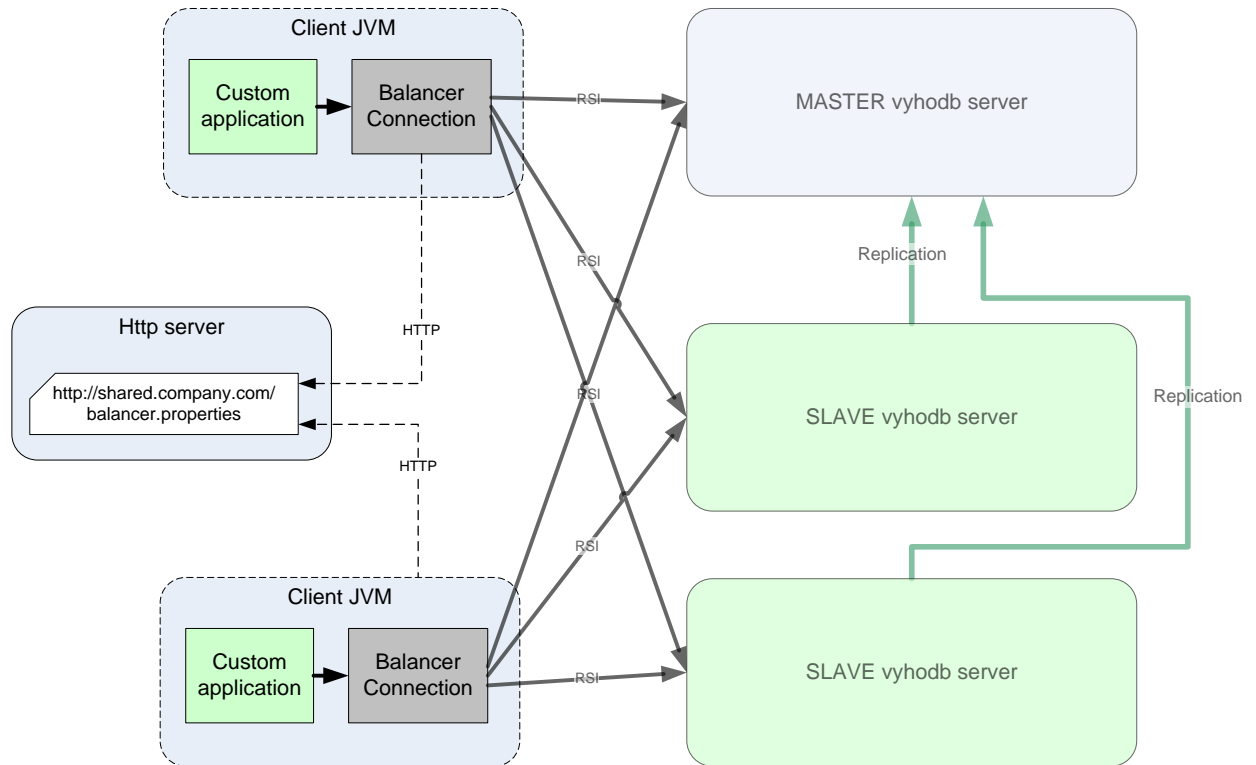 Client JVM
Custom
application
Balancer
Connection
RSI
MASTER vyhodb server
RSI
Replication
Http server
HTTP
http://shared.company.com/
balancer.properties
RSI
Replication
SLAVE vyhodb server
HTTP
RSI
Client JVM
Custom
application
Balancer
Connection
RSI
SLAVE vyhodb server